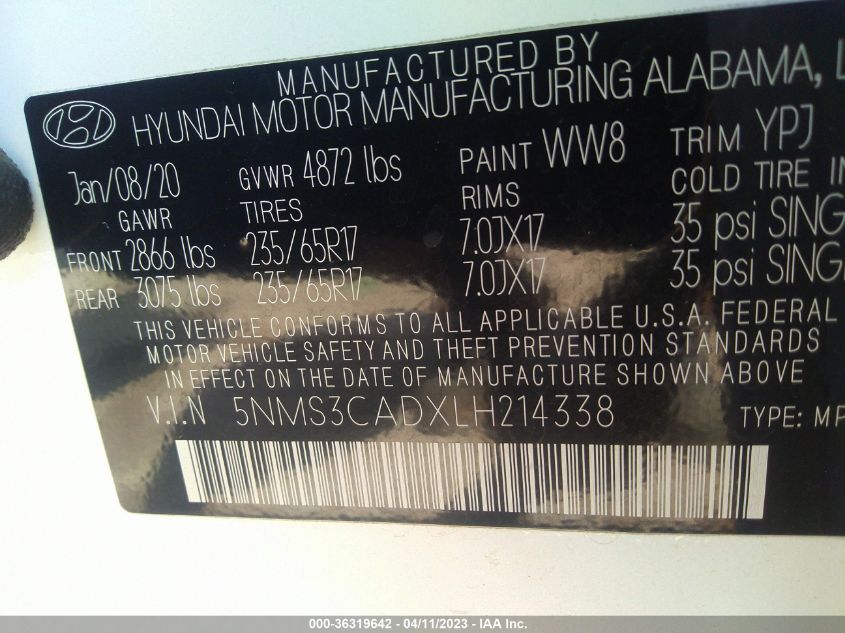 MANUFACTURED BY
HYUNDAI MOTOR MANUFACTURING ALABAMA,
Jan/08/20 GVWR 4872 lbs PAINT WW8 TRIM YPJ
GAWR TIRES RIMS COLD TIRE
FRONT 2866 lbs 235/65R17 7.0JX17 35 psi SING
REAR 3075 lbs 235/65R17 7.0JX17 35 psi SING
THIS VEHICLE CONFORMS TO ALL APPLICABLE U.S.A. FEDERAL
MOTOR VEHICLE SAFETY AND THEFT PREVENTION STANDARDS
IN EFFECT ON THE DATE OF MANUFACTURE SHOWN ABOVE
V.I.N 5NMS3CADXLH214338 TYPE: MP
000-36319642 - 04/11/2023 - IAA Inc.